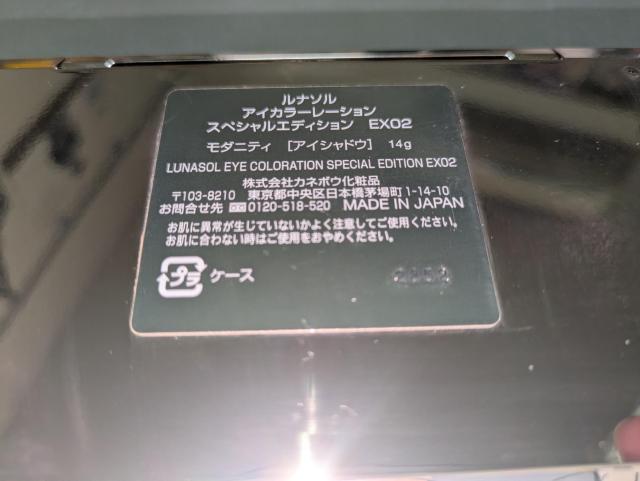 ルナソル
アイカラーレーション
スペシャルエディション EX02
モダニティ [アイシャドウ] 14g
LUNASOL EYE COLORATION SPECIAL EDITION EX02
株式会社カネボウ化粧品
〒103-8210 東京都中央区日本橋茅場町1-14-10
お問合せ先 0120-518-520 MADE IN JAPAN
お肌に異常が生じていないかよく注意してご使用ください。
お肌に合わない時はご使用をおやめください。
プラ ケース